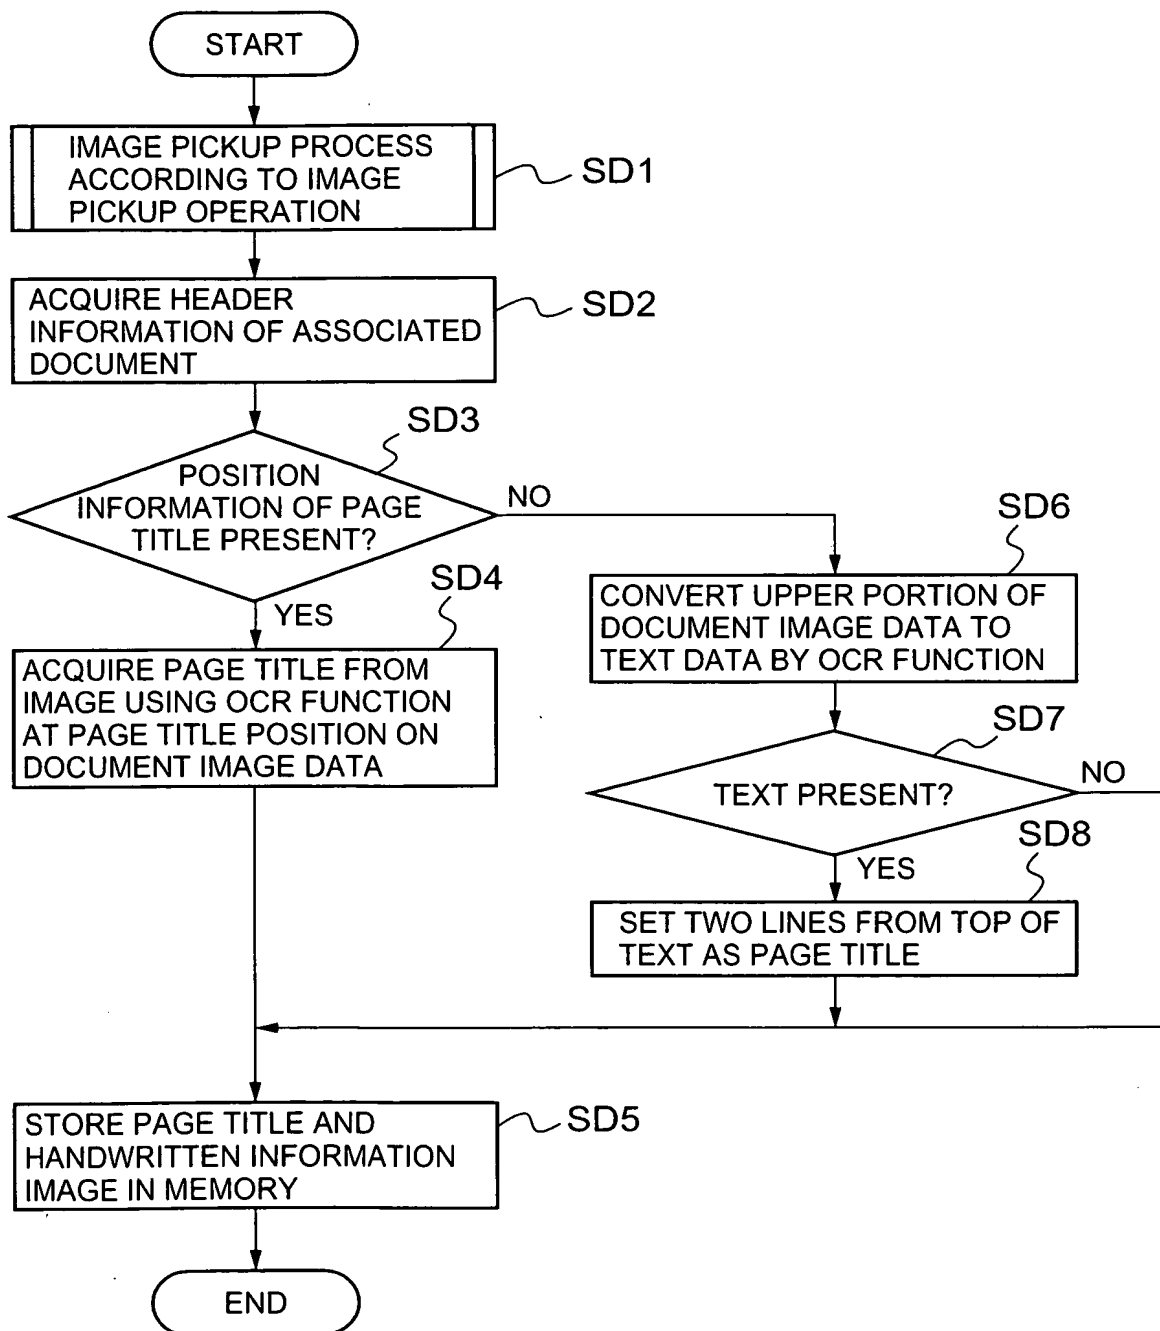 START
IMAGE PICKUP PROCESS
ACCORDING TO IMAGE
PICKUP OPERATION
SD1
ACQUIRE HEADER
INFORMATION OF ASSOCIATED
DOCUMENT
SD2
SD3
POSITION
INFORMATION OF PAGE
TITLE PRESENT?
NO
YES
SD4
ACQUIRE PAGE TITLE FROM
IMAGE USING OCR FUNCTION
AT PAGE TITLE POSITION ON
DOCUMENT IMAGE DATA
SD6
CONVERT UPPER PORTION OF
DOCUMENT IMAGE DATA TO
TEXT DATA BY OCR FUNCTION
SD7
TEXT PRESENT?
NO
YES
SD8
SET TWO LINES FROM TOP OF
TEXT AS PAGE TITLE
STORE PAGE TITLE AND
HANDWRITTEN INFORMATION
IMAGE IN MEMORY
SD5
END